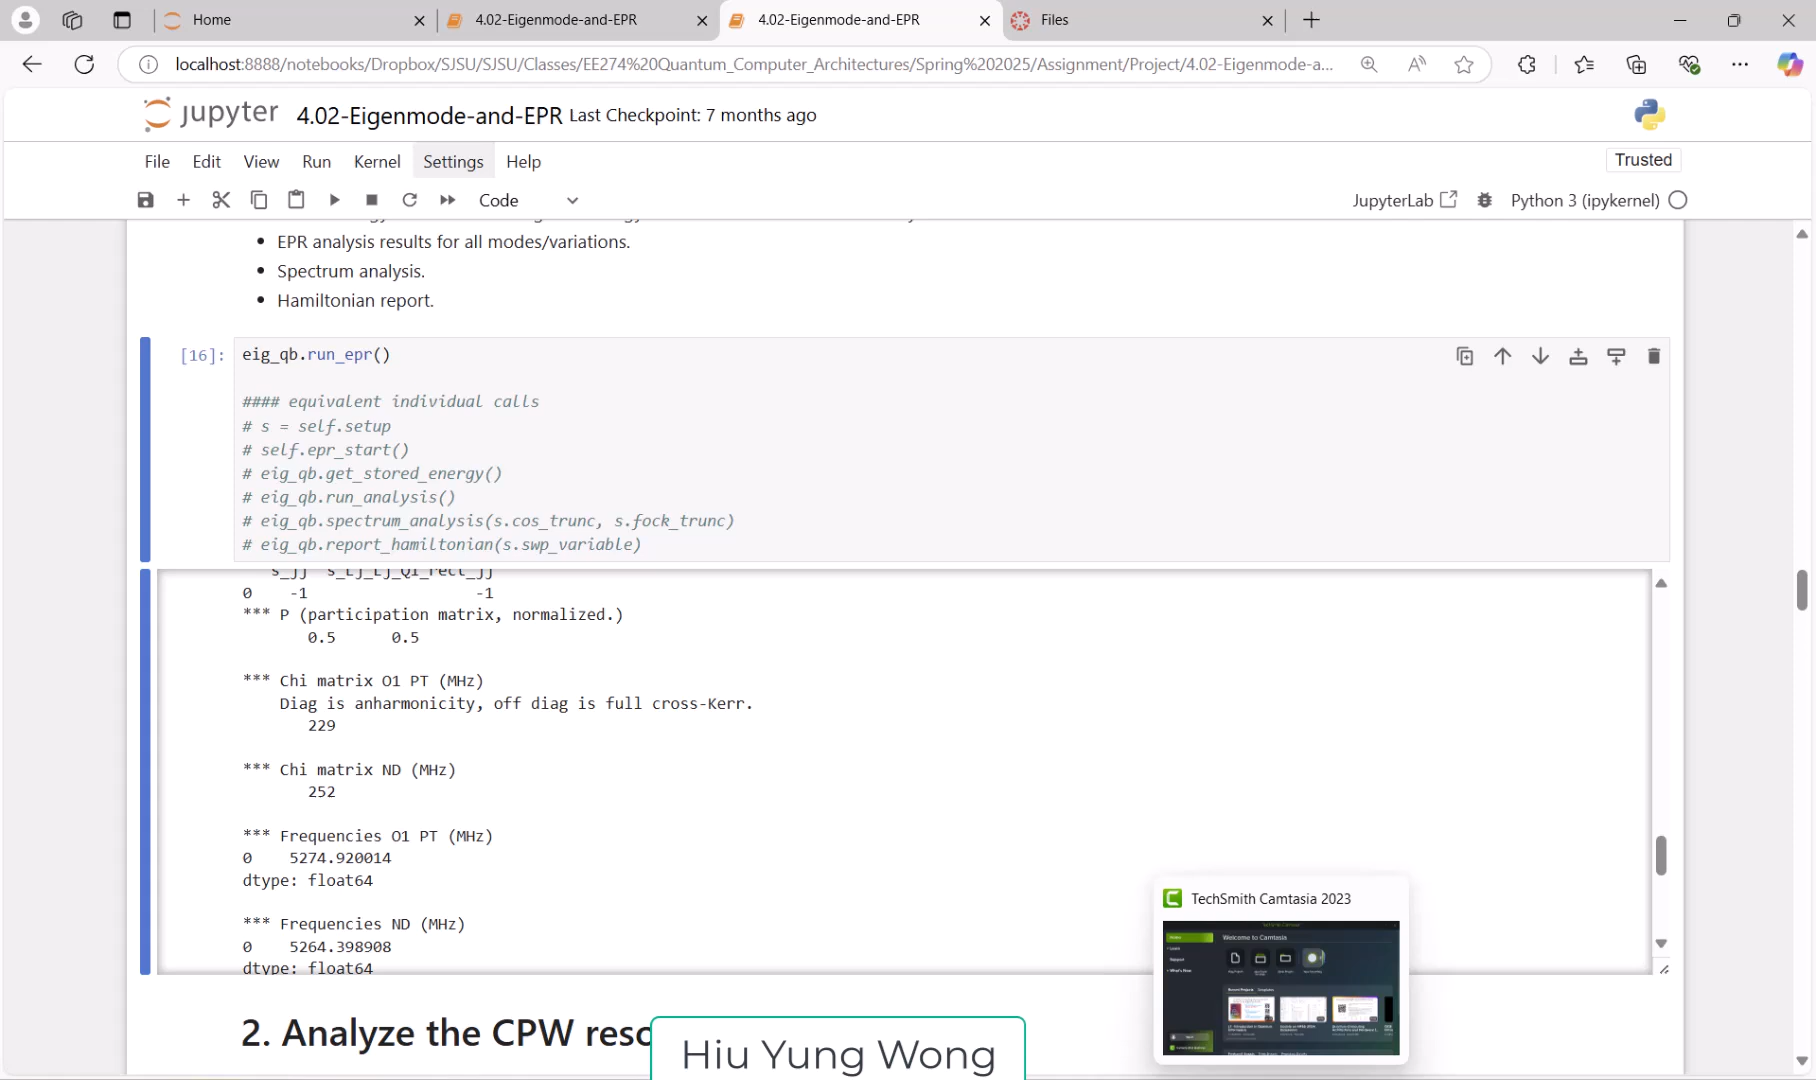 Home
4.02-Eigenmode-and-EPR
4.02-Eigenmode-and-EPR
Files
localhost:8888/notebooks/Dropbox/SJSU/SJSU/Classes/EE274%20Quantum_Computer_Architectures/Spring%202025/Assignment/Project/4.02-Eigenmode-a...
jupyter 4.02-Eigenmode-and-EPR Last Checkpoint: 7 months ago
File Edit View Run Kernel Settings Help
Trusted
Code
JupyterLab
Python 3 (ipykernel)
EPR analysis results for all modes/variations.
Spectrum analysis.
Hamiltonian report.
[16]: eig_qb.run_epr()
#### equivalent individual calls
# s = self.setup
# self.epr_start()
# eig_qb.get_stored_energy()
# eig_qb.run_analysis()
# eig_qb.spectrum_analysis(s.cos_trunc, s.fock_trunc)
# eig_qb.report_hamiltonian(s.swp_variable)
s_jj s_Lj_Lj_Q1_rect_jj
0 -1 -1
*** P (participation matrix, normalized.)
0.5 0.5
*** Chi matrix O1 PT (MHz)
Diag is anharmonicity, off diag is full cross-Kerr.
229
*** Chi matrix ND (MHz)
252
*** Frequencies O1 PT (MHz)
0 5274.920014
dtype: float64
*** Frequencies ND (MHz)
0 5264.398908
dtype: float64
TechSmith Camtasia 2023
Welcome to Camtasia
2. Analyze the CPW
Hiu Yung Wong